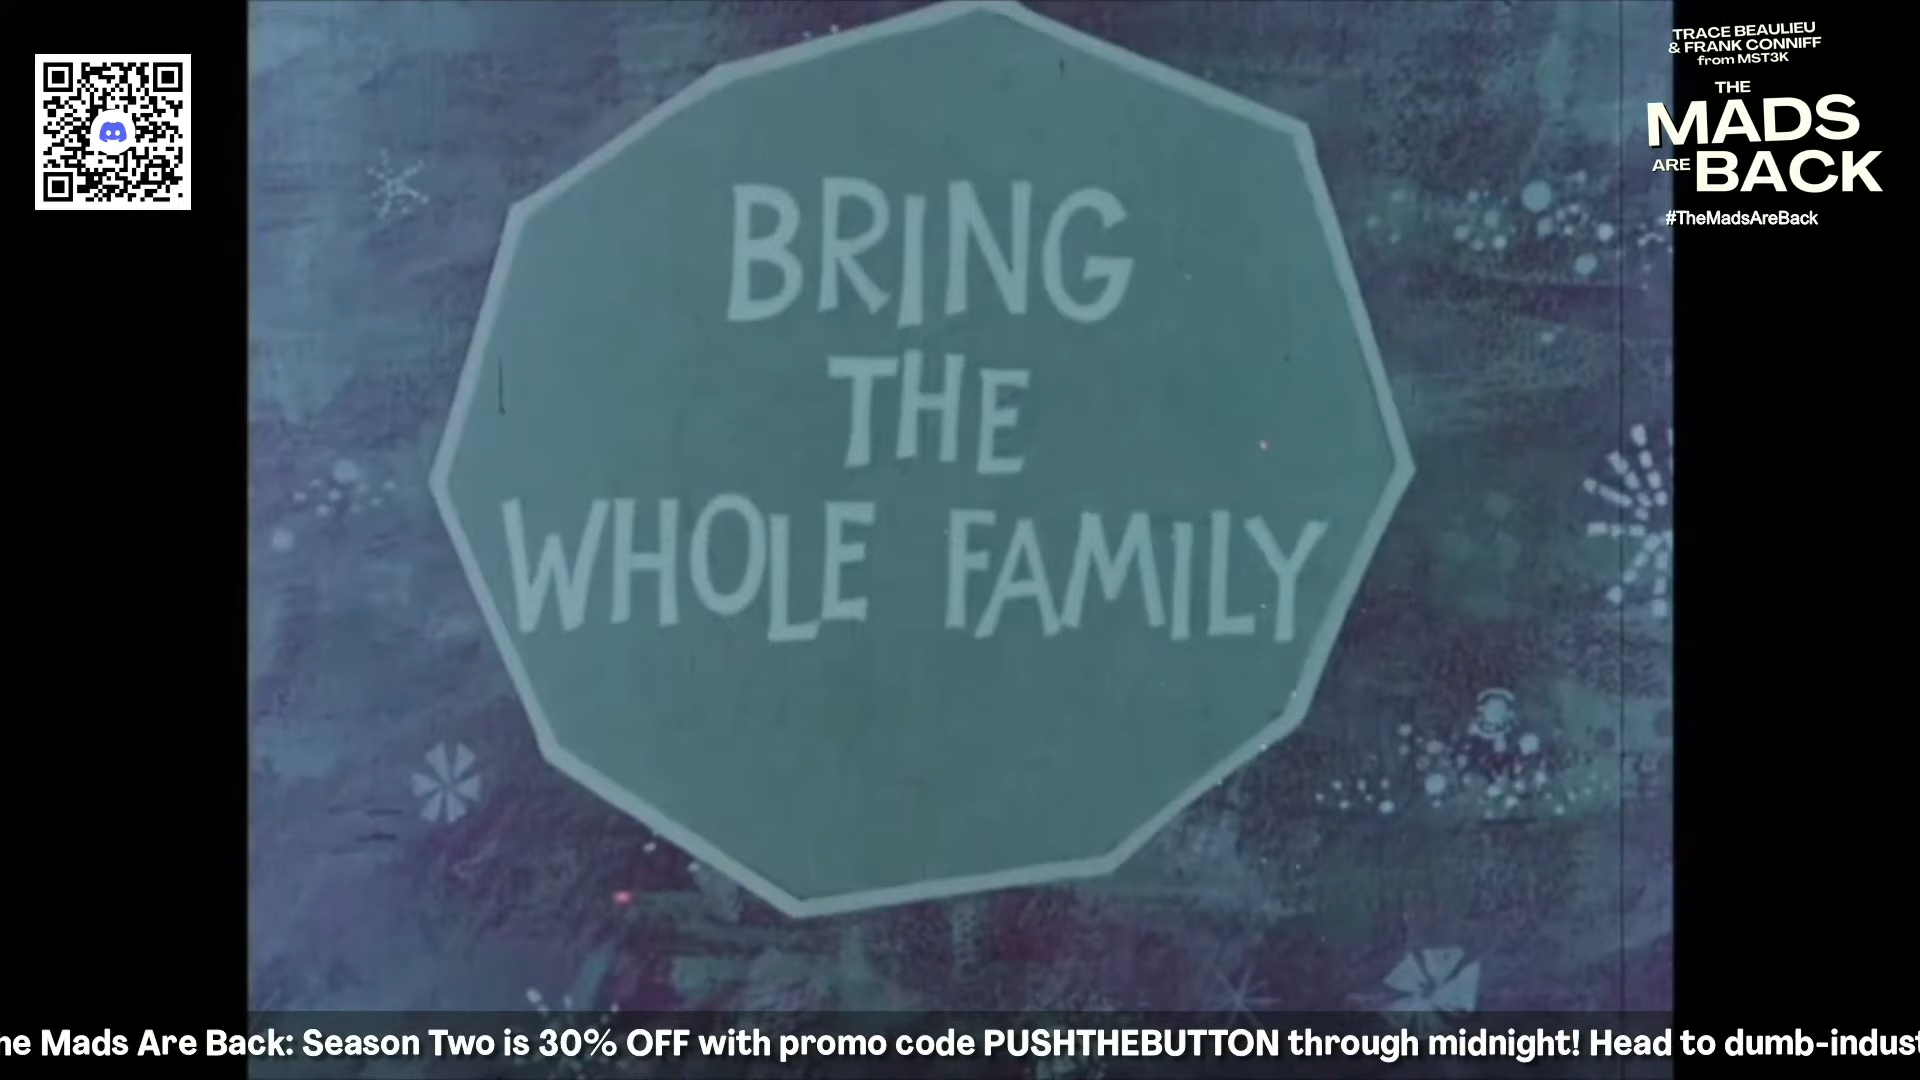 TRACE BEAULIEU
& FRANK CONNIFF
from MST3K
THE
MADS
ARE BACK
#TheMadsAreBack
BRING
THE
WHOLE FAMILY
he Mads Are Back: Season Two is 30% OFF with promo code PUSHTHEBUTTON through midnight! Head to dumb-indust